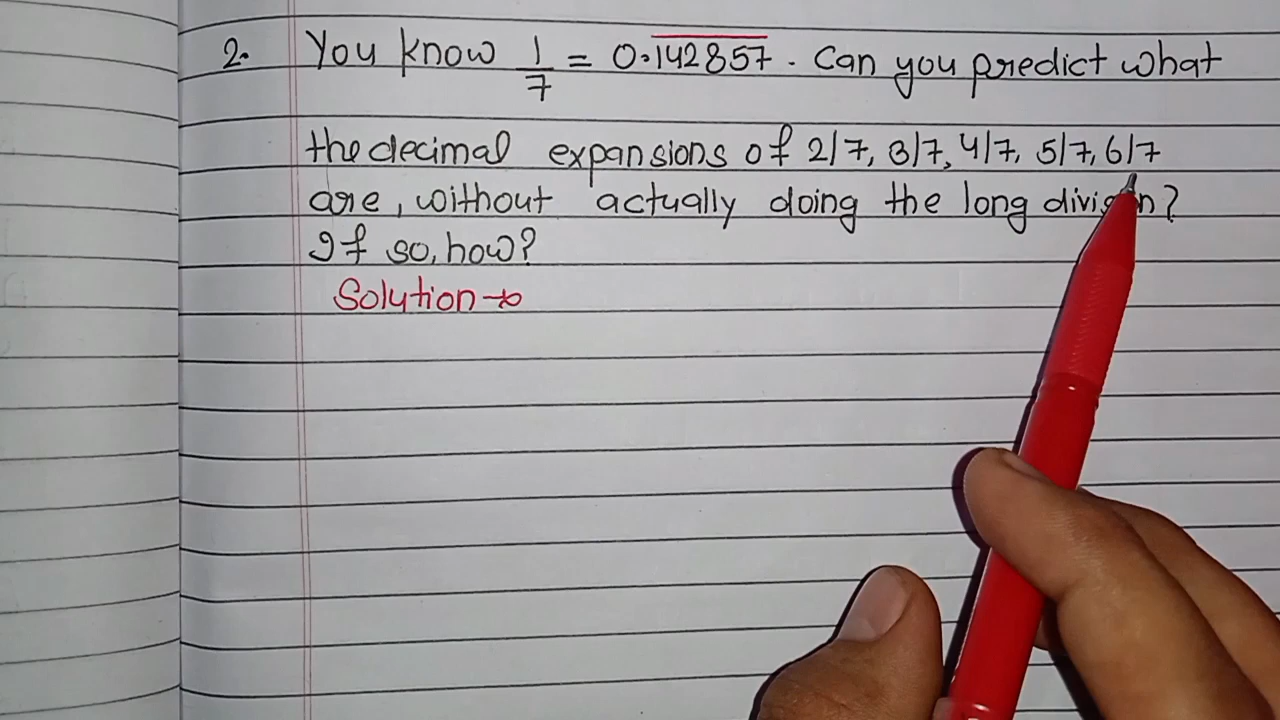 2. You know 1/7 = 0.142857. Can you predict what
the decimal expansions of 2/7, 3/7, 4/7, 5/7, 6/7
are, without actually doing the long division?
If so, how?
Solution →